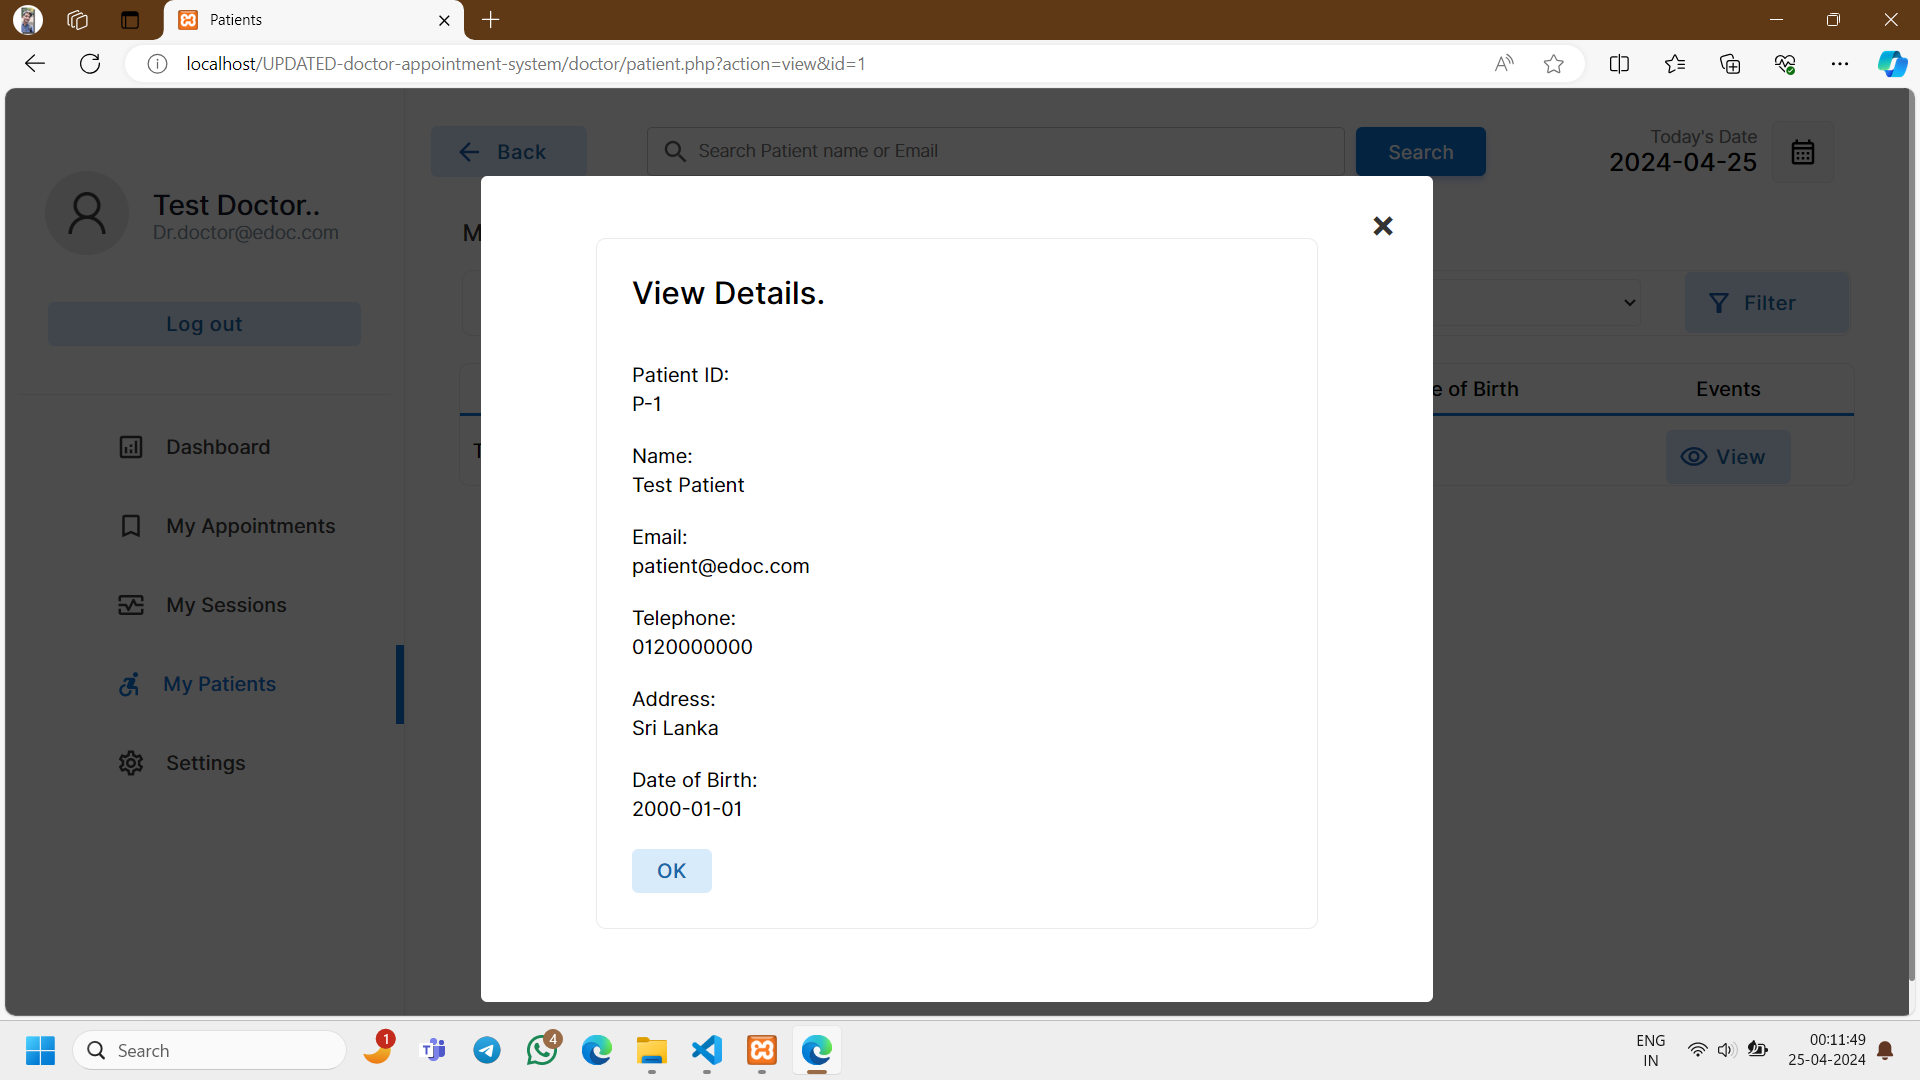 Patients
localhost/UPDATED-doctor-appointment-system/doctor/patient.php?action=view&id=1
Back
Search Patient name or Email
Search
Today's Date
2024-04-25
Test Doctor..
Dr.doctor@edoc.com
Log out
Dashboard
My Appointments
My Sessions
My Patients
Settings
M
Filter
e of Birth
Events
View
View Details.
Patient ID:
P-1
Name:
Test Patient
Email:
patient@edoc.com
Telephone:
0120000000
Address:
Sri Lanka
Date of Birth:
2000-01-01
OK
Search
1
4
ENG
IN
00:11:49
25-04-2024